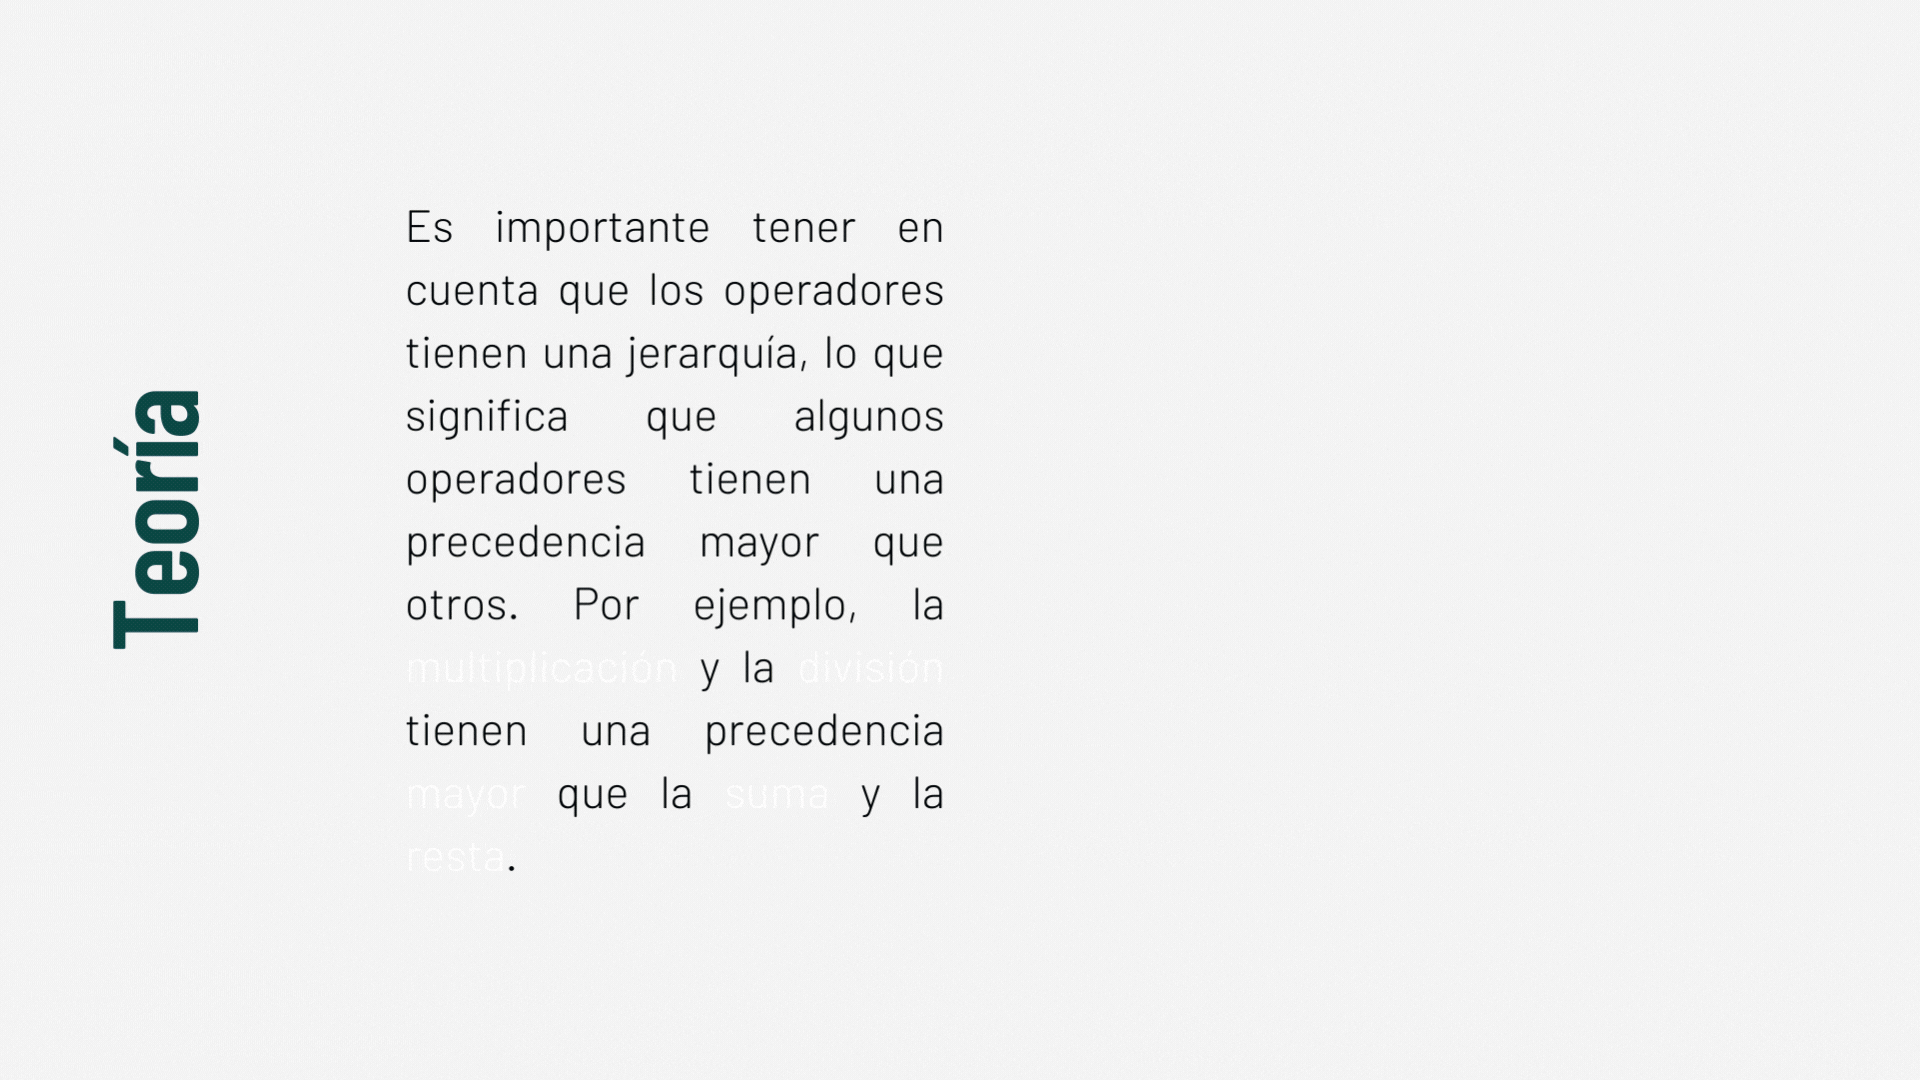 Teoría
Es importante tener en
cuenta que los operadores
tienen una jerarquía, lo que
significa que algunos
operadores tienen una
precedencia mayor que
otros. Por ejemplo, la
multiplicación y la división
tienen una precedencia
mayor que la suma y la
resta.